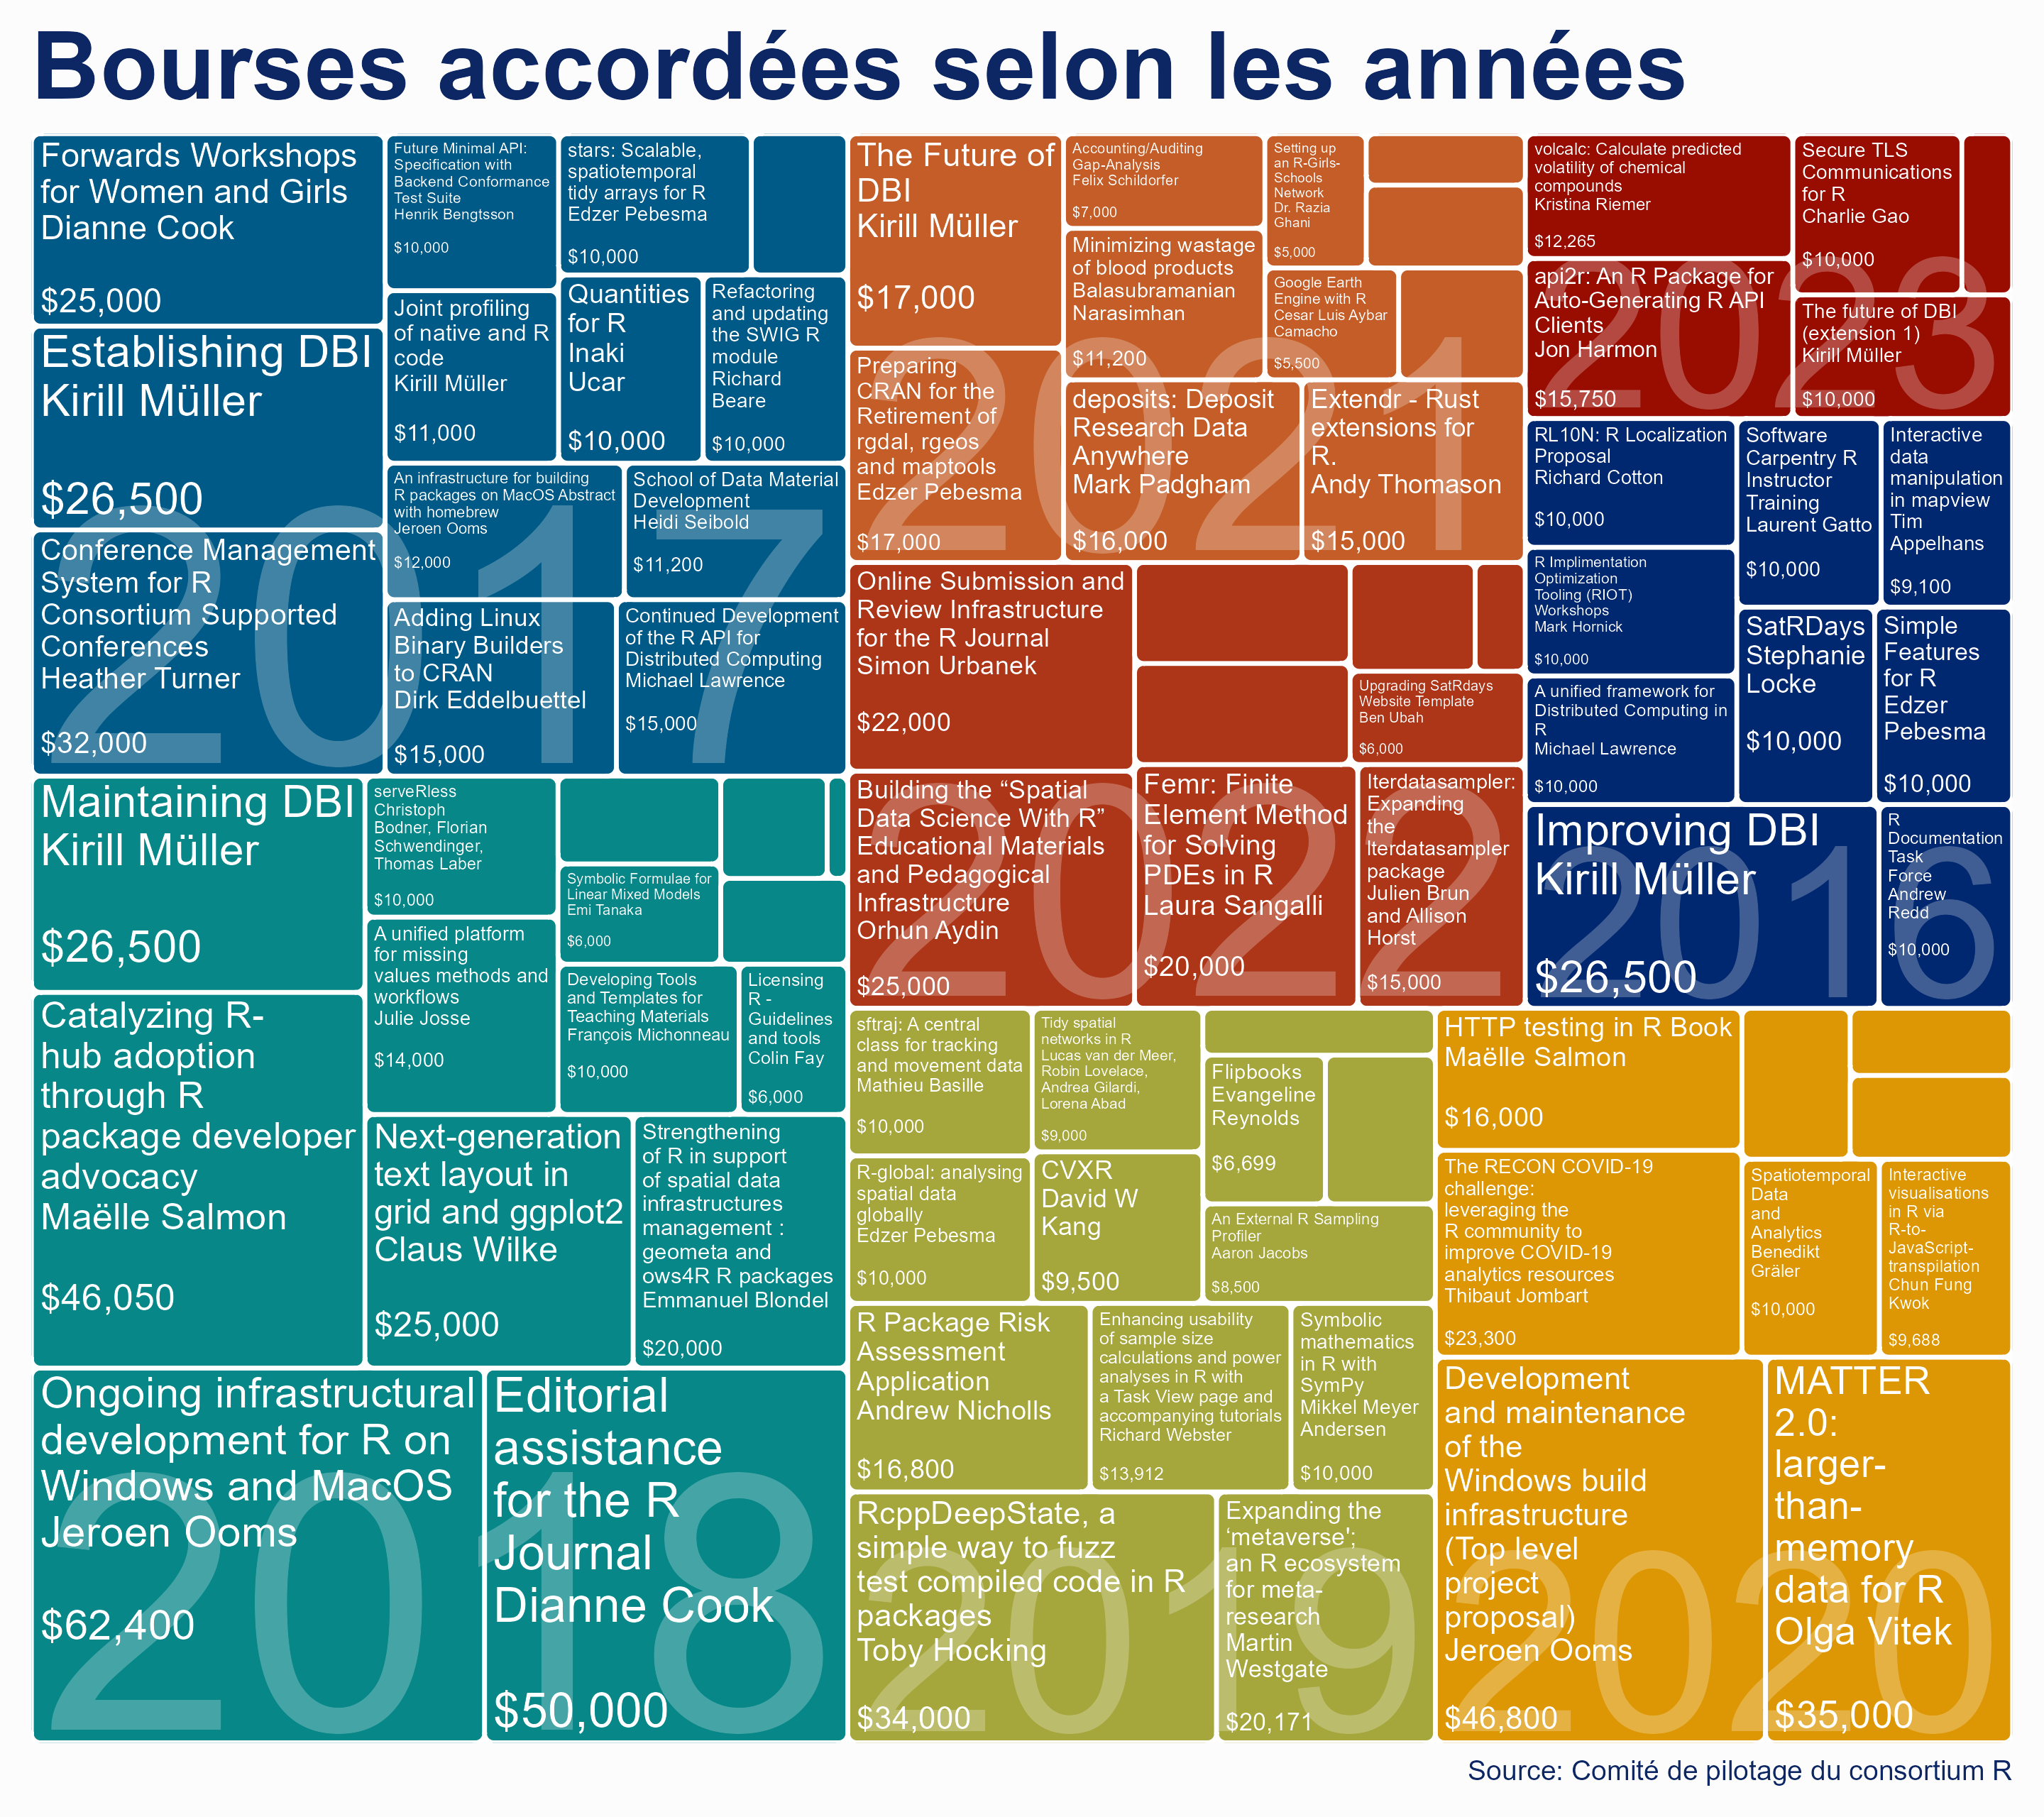 Bourses accordées selon les années
Forwards Workshops
for Women and Girls
Dianne Cook
$25,000
Establishing DBI
Kirill Müller
$26,500
Conference Management
System for R
Consortium Supported
Conferences
Heather Turner
$32,000
Future Minimal API:
Specification with
Backend Conformance
Test Suite
Henrik Bengtsson
$10,000
stars: Scalable,
spatiotemporal
tidy arrays for R
Edzer Pebesma
$10,000
Joint profiling
of native and R
code
Kirill Müller
$11,000
Quantities
for R
Inaki
Ucar
$10,000
Refactoring
and updating
the SWIG R
module
Richard
Beare
$10,000
An infrastructure for building
R packages on MacOS Abstract
with homebrew
Jeroen Ooms
$12,000
School of Data Material
Development
Heidi Seibold
$11,200
Adding Linux
Binary Builders
to CRAN
Dirk Eddelbuettel
$15,000
Continued Development
of the R API for
Distributed Computing
Michael Lawrence
$15,000
2017
The Future of
DBI
Kirill Müller
$17,000
Preparing
CRAN for the
Retirement of
rgdal, rgeos
and maptools
Edzer Pebesma
$17,000
Accounting/Auditing
Gap-Analysis
Felix Schildorfer
$7,000
Minimizing wastage
of blood products
Balasubramanian
Narasimhan
$11,200
Setting up
an R-Girls-
Schools
Network
Dr. Razia
Ghani
$5,000
Google Earth
Engine with R
Cesar Luis Aybar
Camacho
$5,500
deposits: Deposit
Research Data
Anywhere
Mark Padgham
$16,000
Extendr - Rust
extensions for
R.
Andy Thomason
$15,000
2021
volcalc: Calculate predicted
volatility of chemical
compounds
Kristina Riemer
$12,265
Secure TLS
Communications
for R
Charlie Gao
$10,000
api2r: An R Package for
Auto-Generating R API
Clients
Jon Harmon
$15,750
The future of DBI
(extension 1)
Kirill Müller
$10,000
2023
RL10N: R Localization
Proposal
Richard Cotton
$10,000
Software
Carpentry R
Instructor
Training
Laurent Gatto
$10,000
Interactive
data
manipulation
in mapview
Tim
Appelhans
$9,100
R Implimentation
Optimization
Tooling (RIOT)
Workshops
Mark Hornick
$10,000
A unified framework for
Distributed Computing in
R
Michael Lawrence
$10,000
SatRDays
Stephanie
Locke
$10,000
Simple
Features
for R
Edzer
Pebesma
$10,000
Improving DBI
Kirill Müller
$26,500
R
Documentation
Task
Force
Andrew
Redd
$10,000
2016
Online Submission and
Review Infrastructure
for the R Journal
Simon Urbanek
$22,000
Upgrading SatRdays
Website Template
Ben Ubah
$6,000
Building the “Spatial
Data Science With R”
Educational Materials
and Pedagogical
Infrastructure
Orhun Aydin
$25,000
Femr: Finite
Element Method
for Solving
PDEs in R
Laura Sangalli
$20,000
Iterdatasampler:
Expanding
the
Iterdatasampler
package
Julien Brun
and Allison
Horst
$15,000
2022
Maintaining DBI
Kirill Müller
$26,500
Catalyzing R-
hub adoption
through R
package developer
advocacy
Maëlle Salmon
$46,050
serveRless
Christoph
Bodner, Florian
Schwendinger,
Thomas Laber
$10,000
A unified platform
for missing
values methods and
workflows
Julie Josse
$14,000
Symbolic Formulae for
Linear Mixed Models
Emi Tanaka
$6,000
Developing Tools
and Templates for
Teaching Materials
François Michonneau
$10,000
Licensing
R -
Guidelines
and tools
Colin Fay
$6,000
Next-generation
text layout in
grid and ggplot2
Claus Wilke
$25,000
Strengthening
of R in support
of spatial data
infrastructures
management :
geometa and
ows4R R packages
Emmanuel Blondel
$20,000
Ongoing infrastructural
development for R on
Windows and MacOS
Jeroen Ooms
$62,400
Editorial
assistance
for the R
Journal
Dianne Cook
$50,000
2018
sftraj: A central
class for tracking
and movement data
Mathieu Basille
$10,000
Tidy spatial
networks in R
Lucas van der Meer,
Robin Lovelace,
Andrea Gilardi,
Lorena Abad
$9,000
Flipbooks
Evangeline
Reynolds
$6,699
R-global: analysing
spatial data
globally
Edzer Pebesma
$10,000
CVXR
David W
Kang
$9,500
An External R Sampling
Profiler
Aaron Jacobs
$8,500
R Package Risk
Assessment
Application
Andrew Nicholls
$16,800
Enhancing usability
of sample size
calculations and power
analyses in R with
a Task View page and
accompanying tutorials
Richard Webster
$13,912
Symbolic
mathematics
in R with
SymPy
Mikkel Meyer
Andersen
$10,000
RcppDeepState, a
simple way to fuzz
test compiled code in R
packages
Toby Hocking
$34,000
Expanding the
‘metaverse';
an R ecosystem
for meta-
research
Martin
Westgate
$20,171
2019
HTTP testing in R Book
Maëlle Salmon
$16,000
The RECON COVID-19
challenge:
leveraging the
R community to
improve COVID-19
analytics resources
Thibaut Jombart
$23,300
Spatiotemporal
Data
and
Analytics
Benedikt
Gräler
$10,000
Interactive
visualisations
in R via
R-to-
JavaScript-
transpilation
Chun Fung
Kwok
$9,688
Development
and maintenance
of the
Windows build
infrastructure
(Top level
project
proposal)
Jeroen Ooms
$46,800
MATTER
2.0:
larger-
than-
memory
data for R
Olga Vitek
$35,000
2020
Source: Comité de pilotage du consortium R